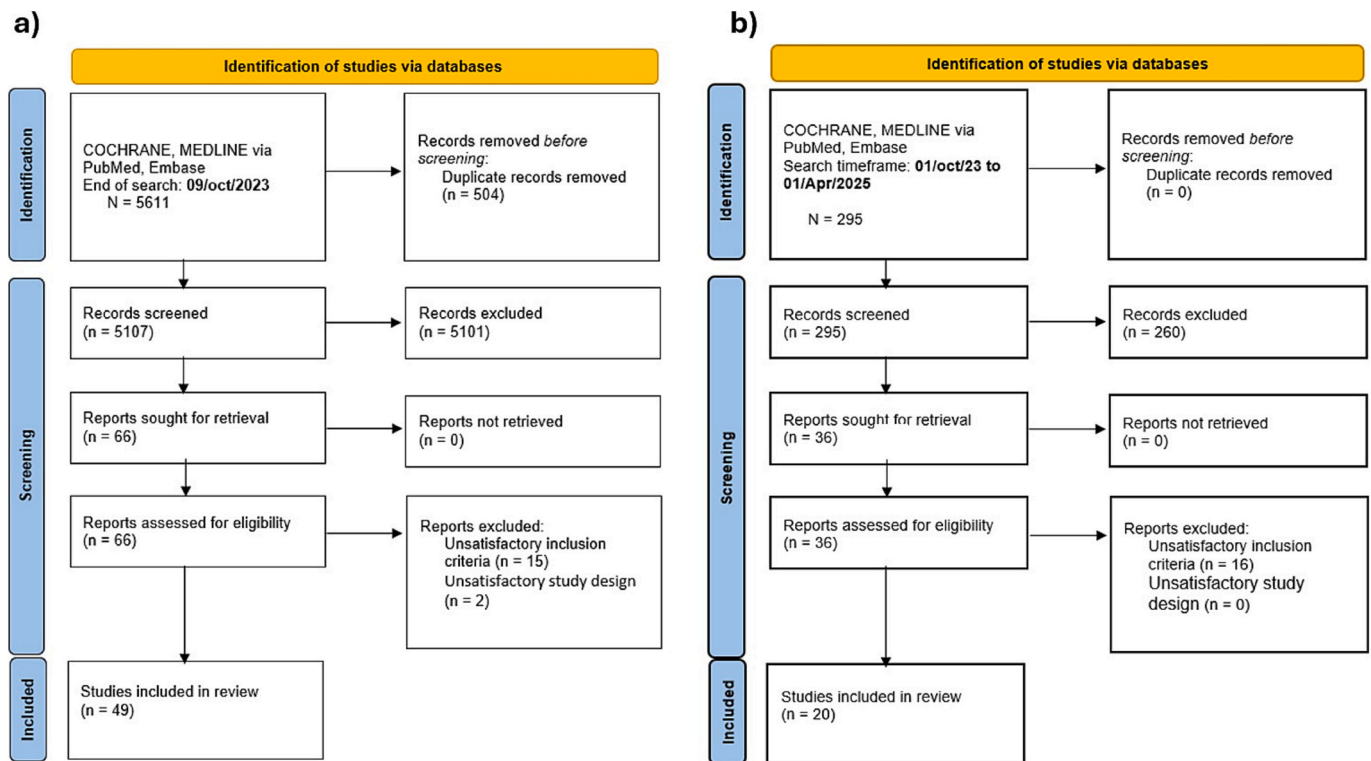 a)
Identification of studies via databases
Identification
COCHRANE, MEDLINE via
PubMed, Embase
End of search: 09/oct/2023
N = 5611
Records removed before
screening:
Duplicate records removed
(n = 504)
Screening
Records screened
(n = 5107)
Records excluded
(n = 5101)
Reports sought for retrieval
(n = 66)
Reports not retrieved
(n = 0)
Reports assessed for eligibility
(n = 66)
Reports excluded:
Unsatisfactory inclusion
criteria (n = 15)
Unsatisfactory study design
(n = 2)
Included
Studies included in review
(n = 49)
b)
Identification of studies via databases
Identification
COCHRANE, MEDLINE via
PubMed, Embase
Search timeframe: 01/oct/23 to
01/Apr/2025
N = 295
Records removed before
screening:
Duplicate records removed
(n = 0)
Screening
Records screened
(n = 295)
Records excluded
(n = 260)
Reports sought for retrieval
(n = 36)
Reports not retrieved
(n = 0)
Reports assessed for eligibility
(n = 36)
Reports excluded:
Unsatisfactory inclusion
criteria (n = 16)
Unsatisfactory study
design (n = 0)
Included
Studies included in review
(n = 20)